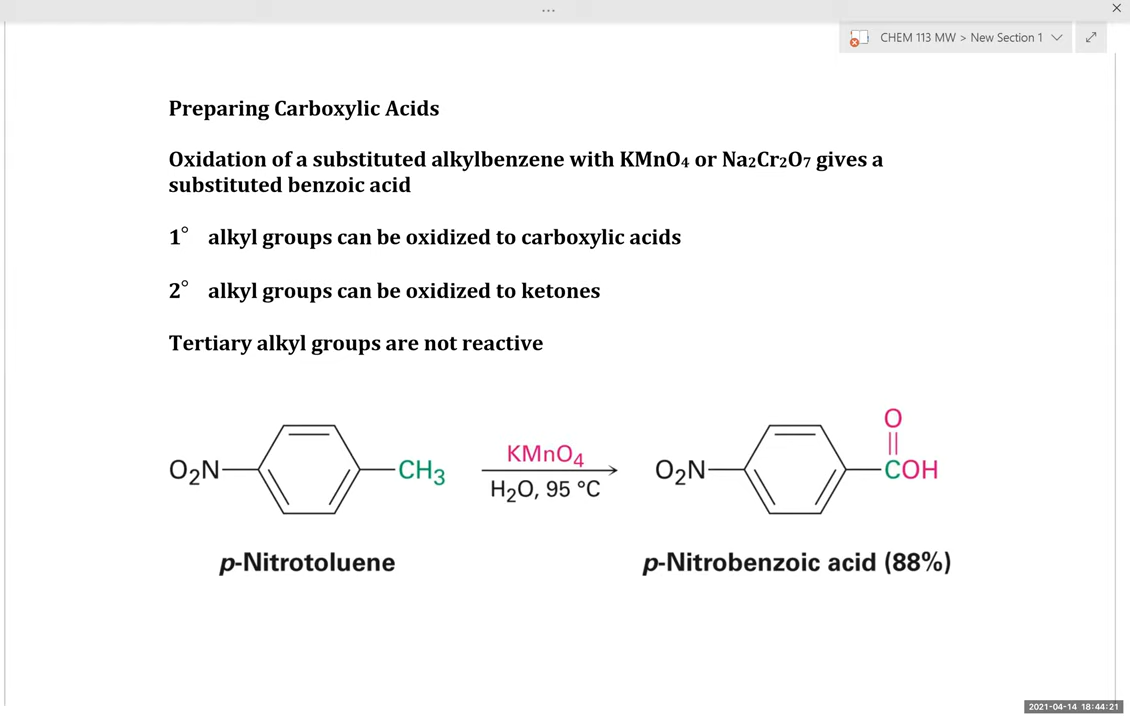 ...
CHEM 113 MW > New Section 1
Preparing Carboxylic Acids
Oxidation of a substituted alkylbenzene with KMnO4 or Na2Cr2O7 gives a
substituted benzoic acid
1° alkyl groups can be oxidized to carboxylic acids
2° alkyl groups can be oxidized to ketones
Tertiary alkyl groups are not reactive
O2N
CH3
KMnO4
H2O, 95 °C
O2N
O
COH
p-Nitrotoluene
p-Nitrobenzoic acid (88%)
2021-04-14 18:44:21